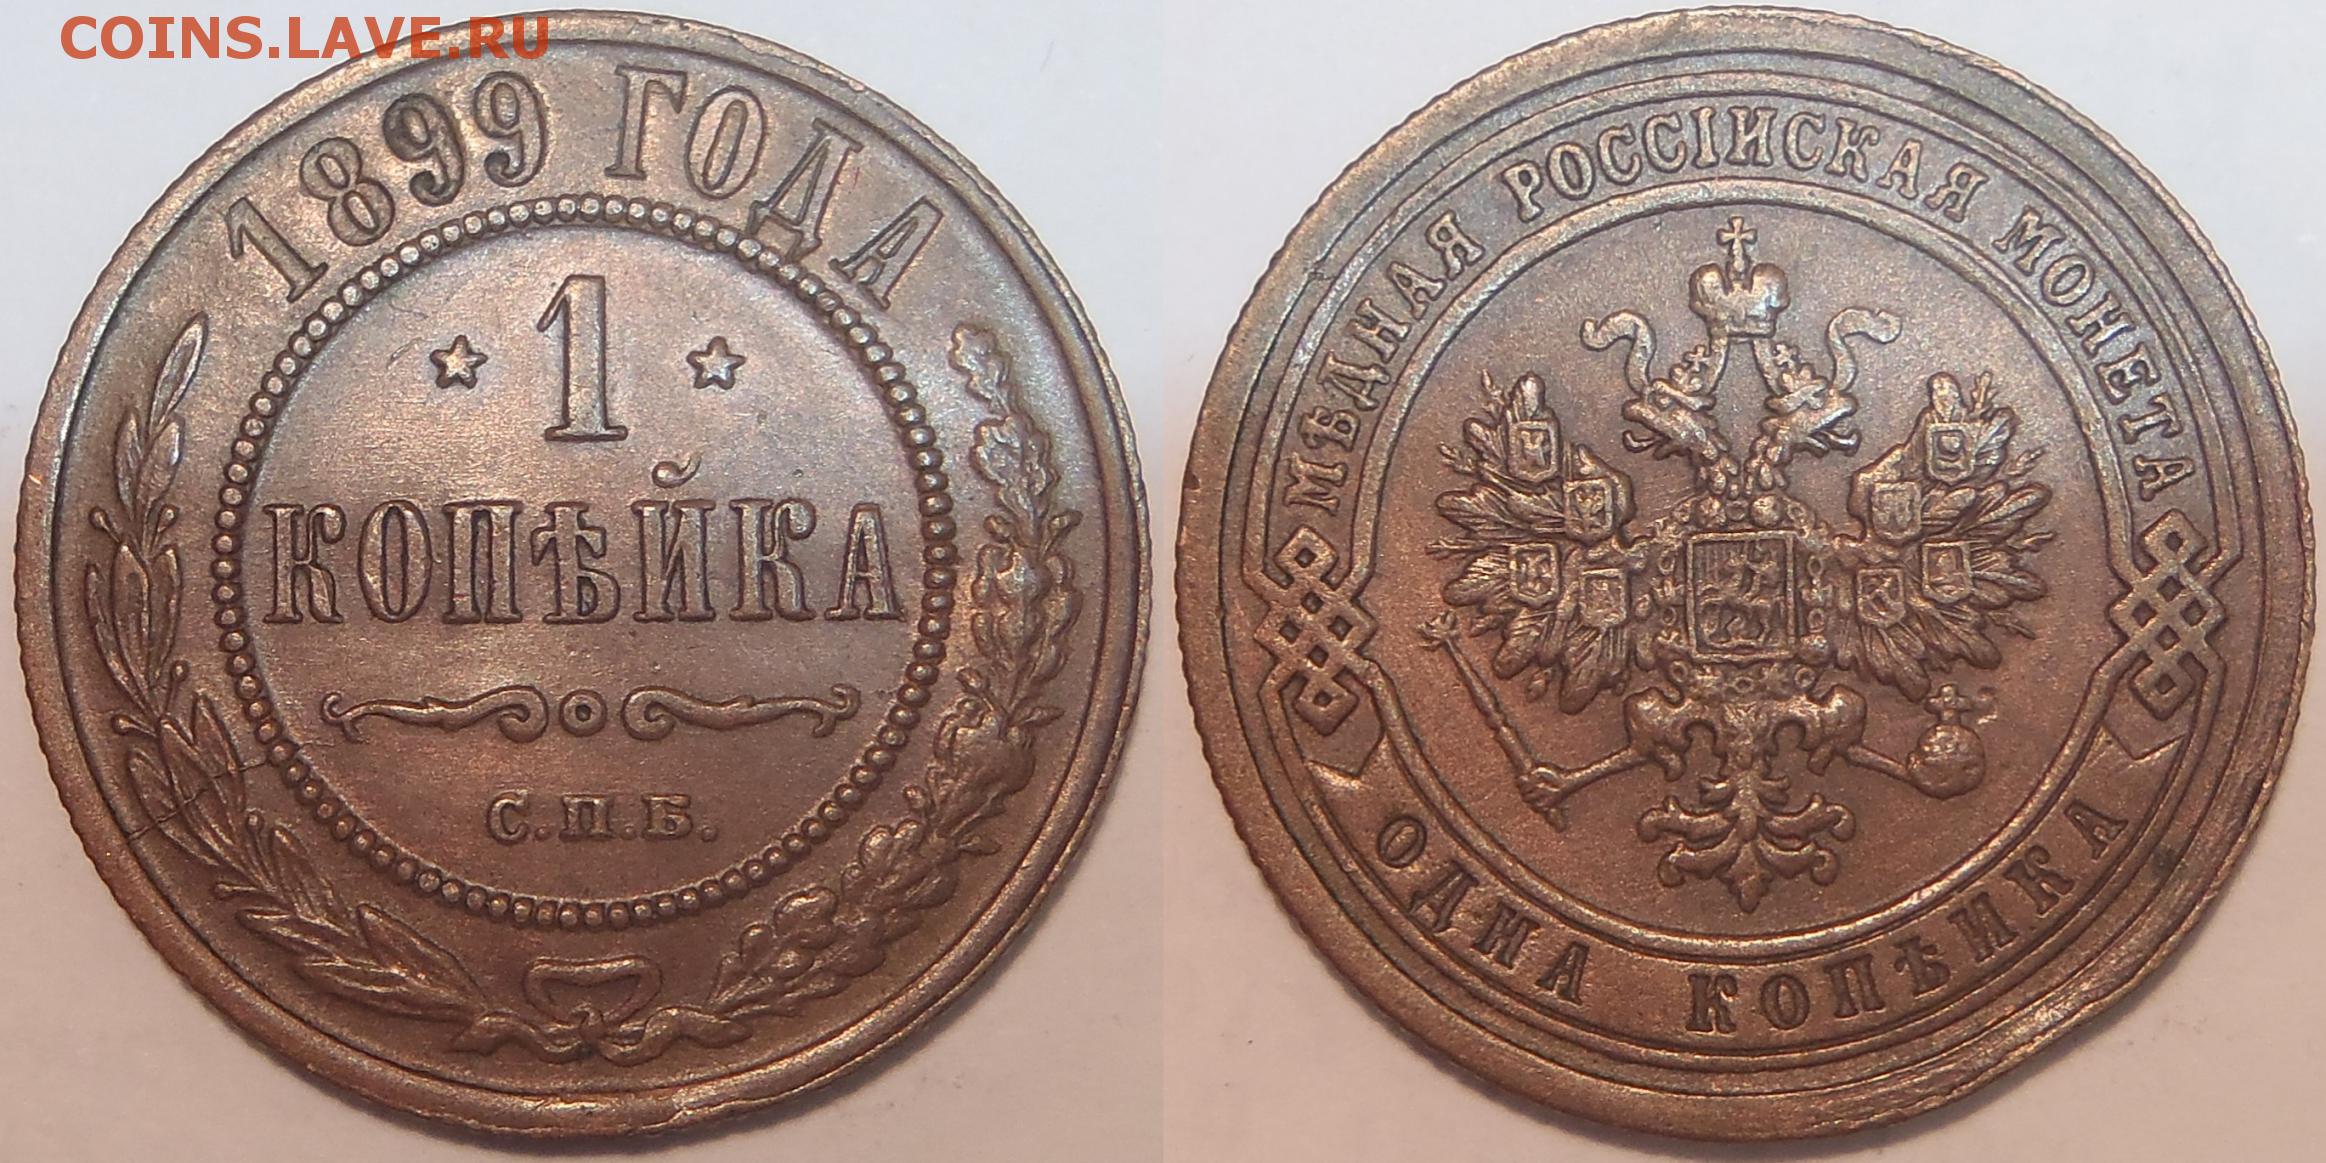 COINS.LAVE.RU
1899 ГОДА
1
КОПѢЙКА
С.П.Б.
МѢДНАЯ РОССІЙСКАЯ МОНЕТА
ОДНА КОПѢЙКА